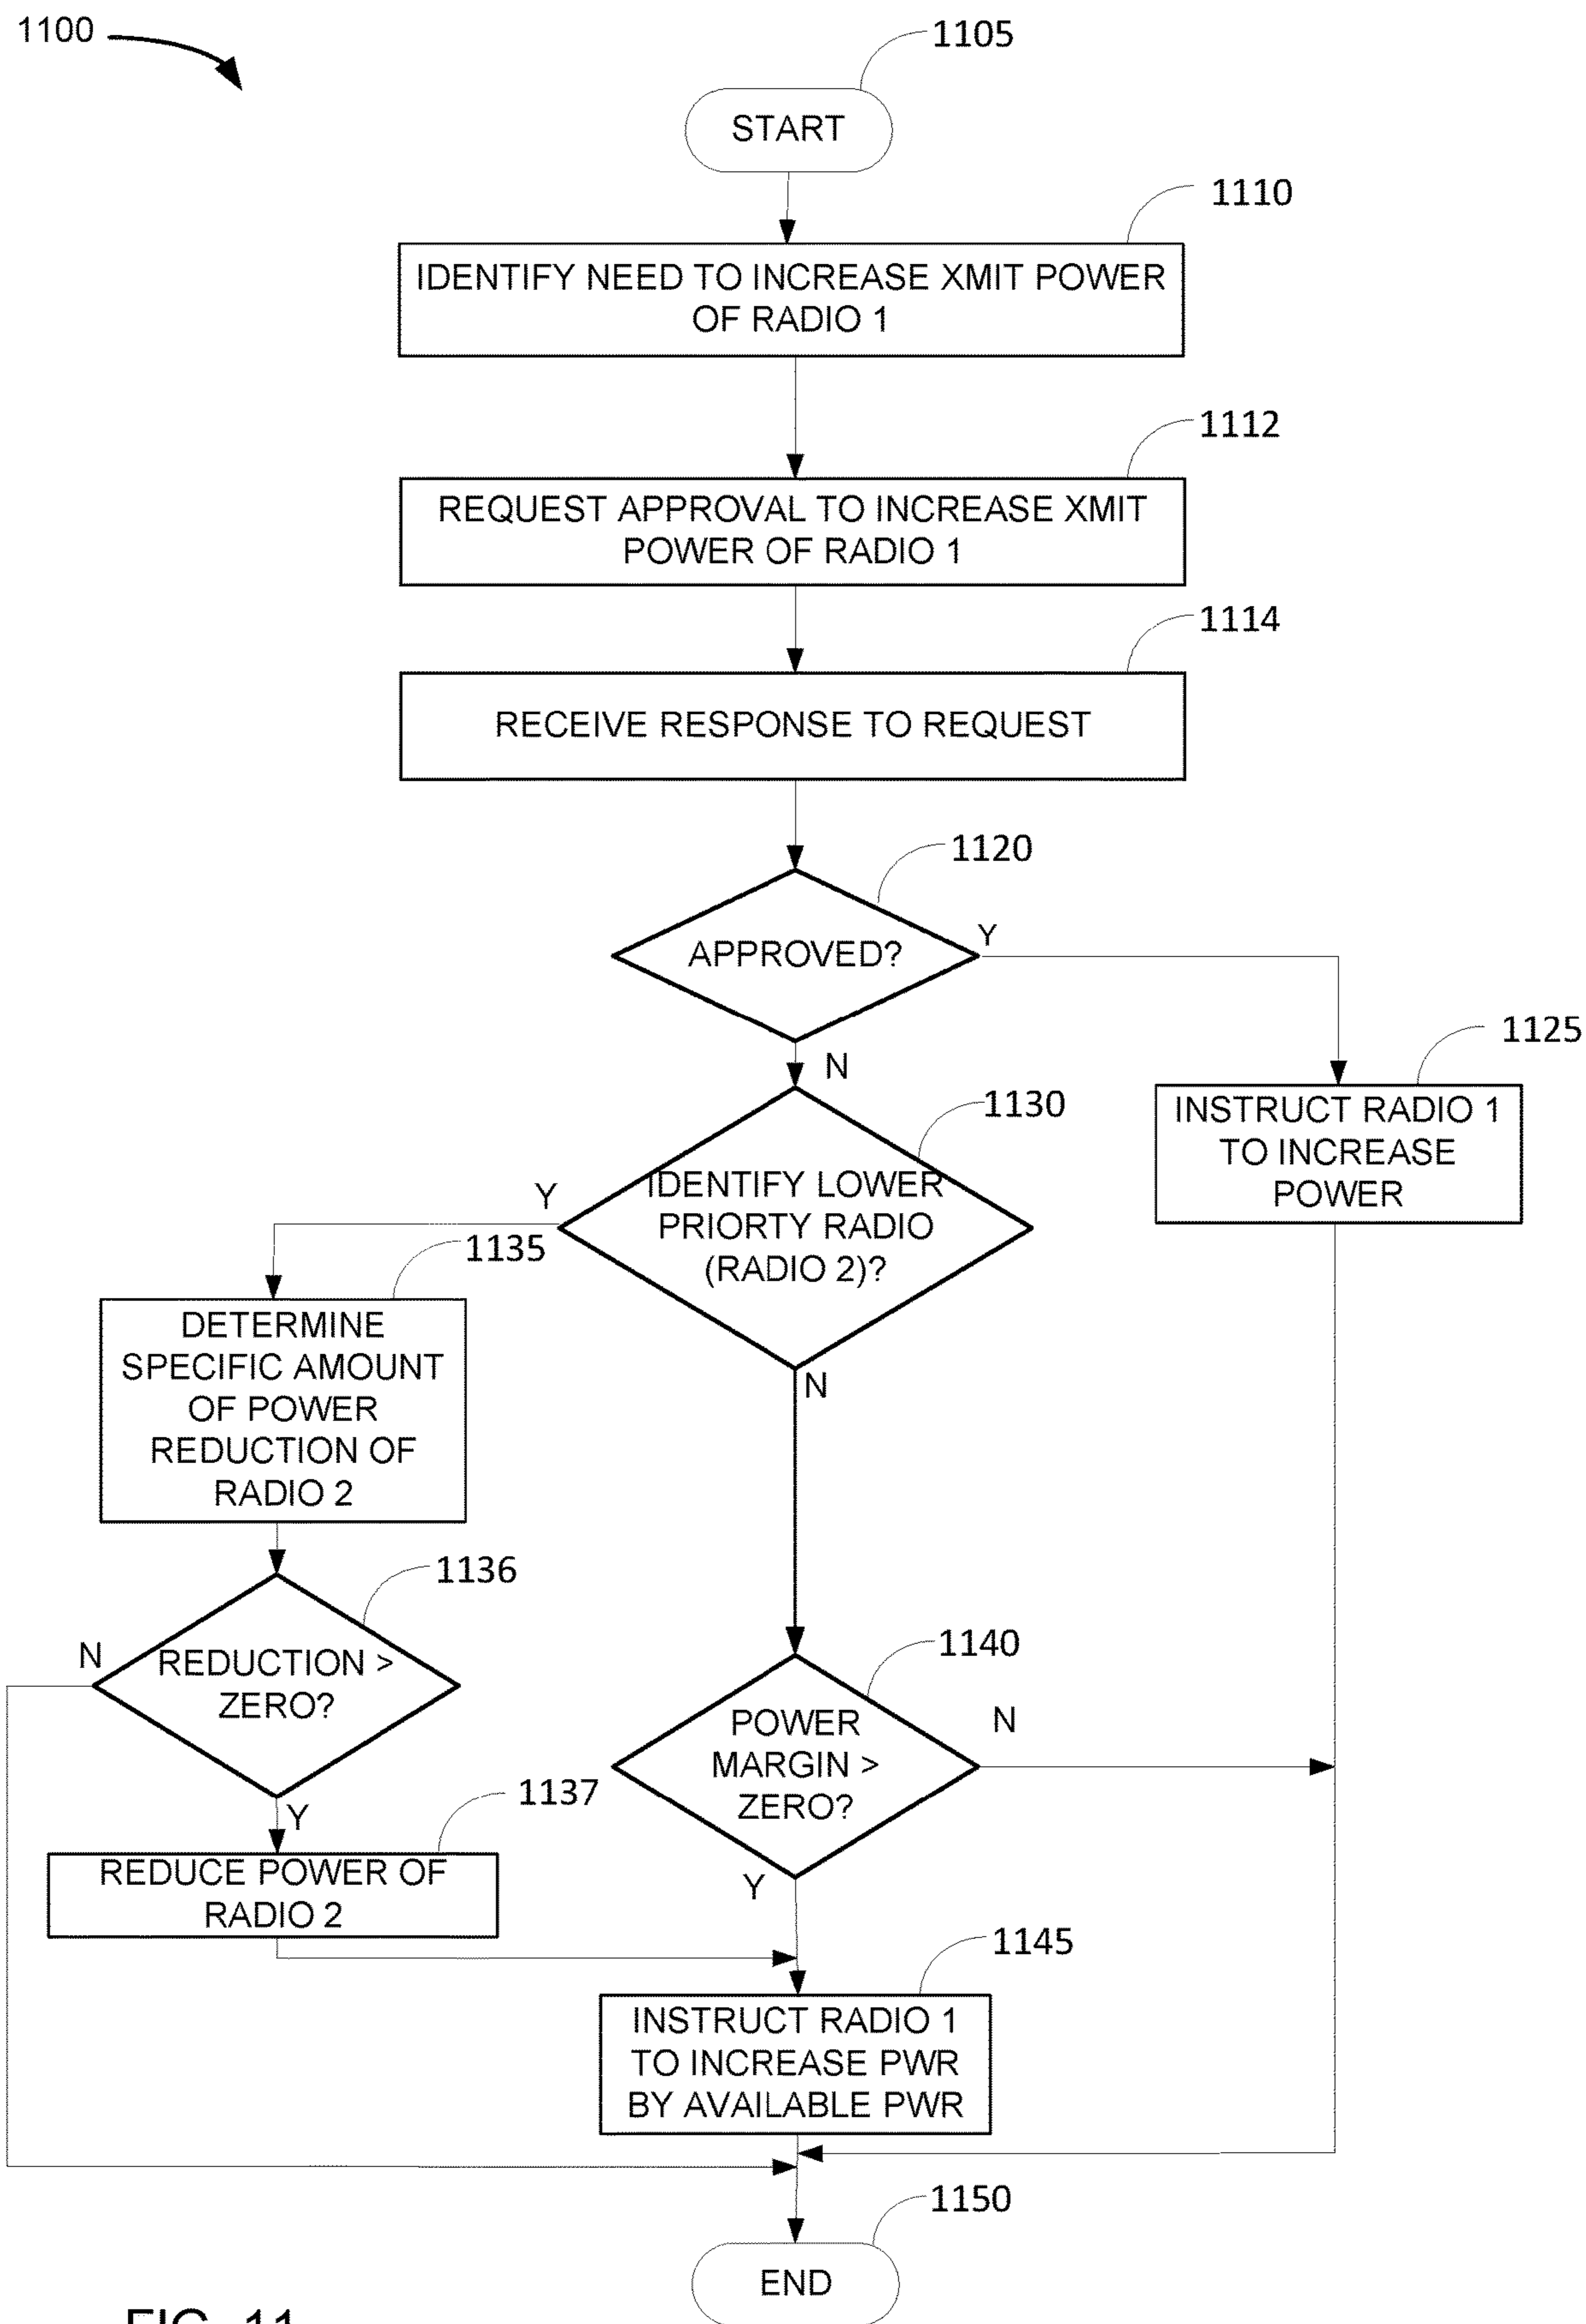 1100
1105
START
1110
IDENTIFY NEED TO INCREASE XMIT POWER
OF RADIO 1
1112
REQUEST APPROVAL TO INCREASE XMIT
POWER OF RADIO 1
1114
RECEIVE RESPONSE TO REQUEST
1120
APPROVED?
Y
N
1125
INSTRUCT RADIO 1
TO INCREASE
POWER
1130
IDENTIFY LOWER
PRIORTY RADIO
(RADIO 2)?
Y
N
1135
DETERMINE
SPECIFIC AMOUNT
OF POWER
REDUCTION OF
RADIO 2
1136
REDUCTION >
ZERO?
N
Y
1137
REDUCE POWER OF
RADIO 2
1140
POWER
MARGIN >
ZERO?
N
Y
1145
INSTRUCT RADIO 1
TO INCREASE PWR
BY AVAILABLE PWR
1150
END
FIG. 11